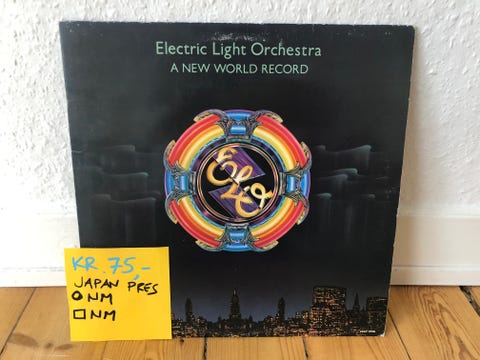 Electric Light Orchestra
A NEW WORLD RECORD
Elo
KR. 75,-
JAPAN PRES
NM
NM